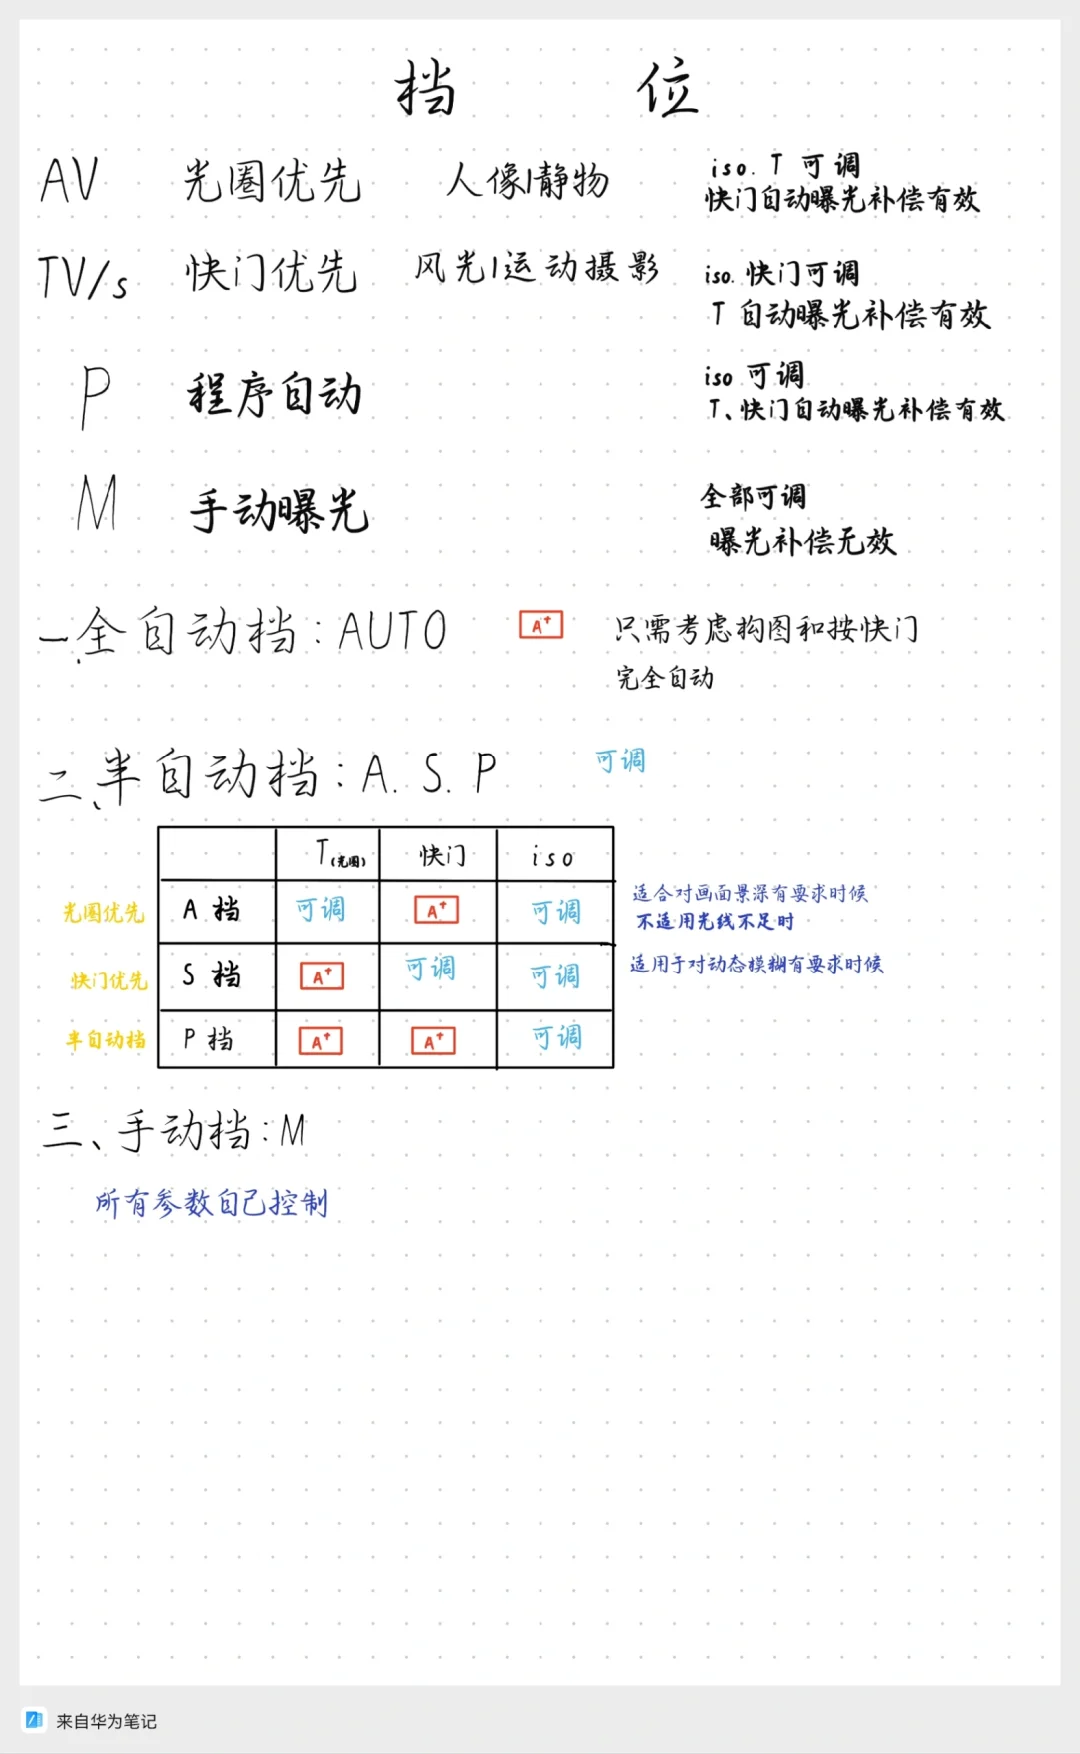 档 位
AV 光圈优先 人像/静物 iso. T 可调
快门自动曝光补偿有效
TV/s 快门优先 风光/运动摄影 iso. 快门可调
T 自动曝光补偿有效
P 程序自动 iso 可调
T、快门自动曝光补偿有效
M 手动曝光 全部可调
曝光补偿无效
一.全自动档:AUTO A+ 只需考虑构图和按快门
完全自动
二、半自动档:A. S. P 可调
T(光圈) 快门 iso
光圈优先 A 档 可调 A+ 可调 适合对画面景深有要求时候
不适用光线不足时
快门优先 S 档 A+ 可调 可调 适用于对动态模糊有要求时候
半自动档 P 档 A+ A+ 可调
三、手动档:M
所有参数自己控制
来自华为笔记